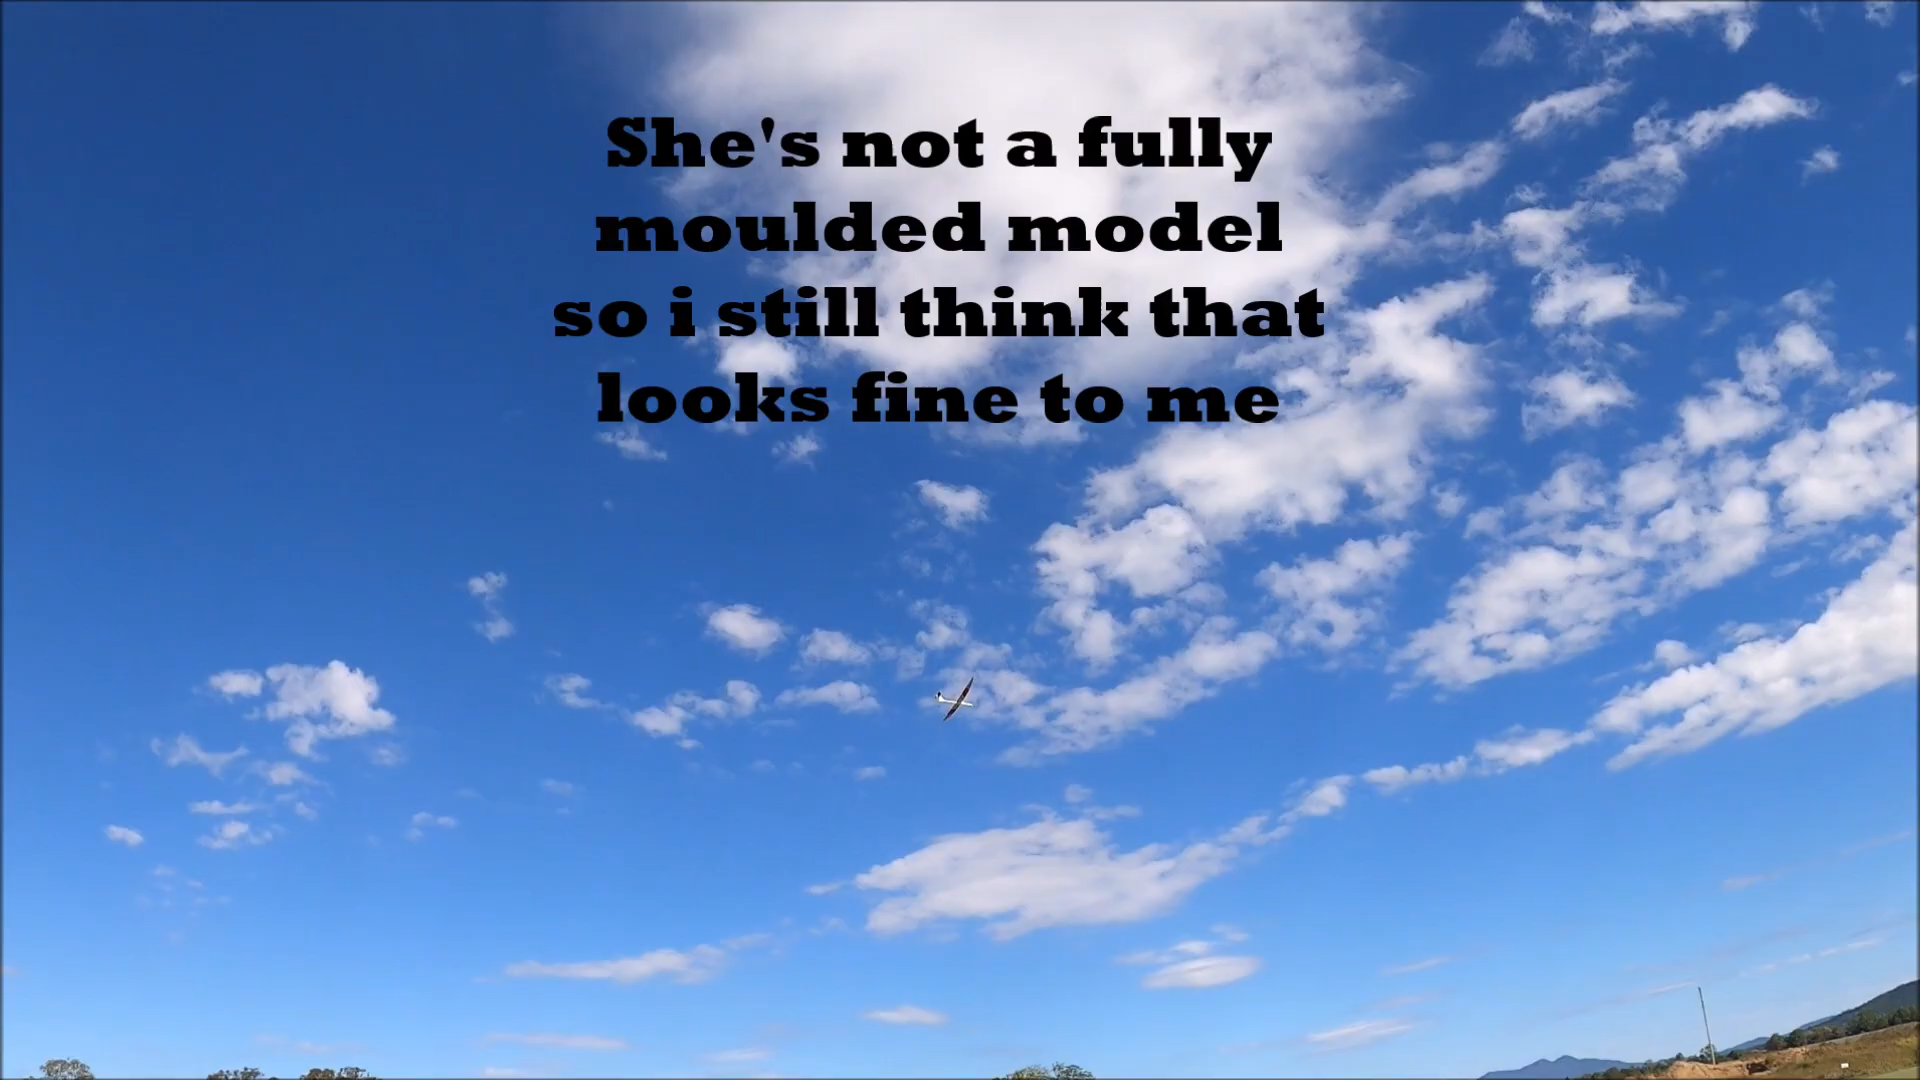 She's not a fully
moulded model
so i still think that
looks fine to me